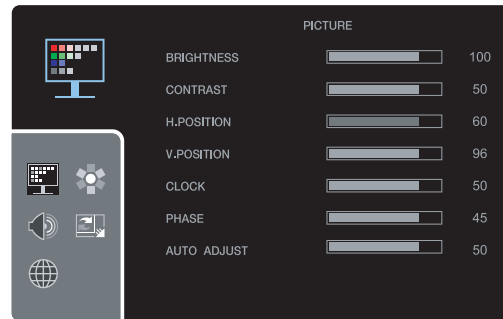 PICTURE
BRIGHTNESS 100
CONTRAST 50
H.POSITION 60
V.POSITION 96
CLOCK 50
PHASE 45
AUTO ADJUST 50